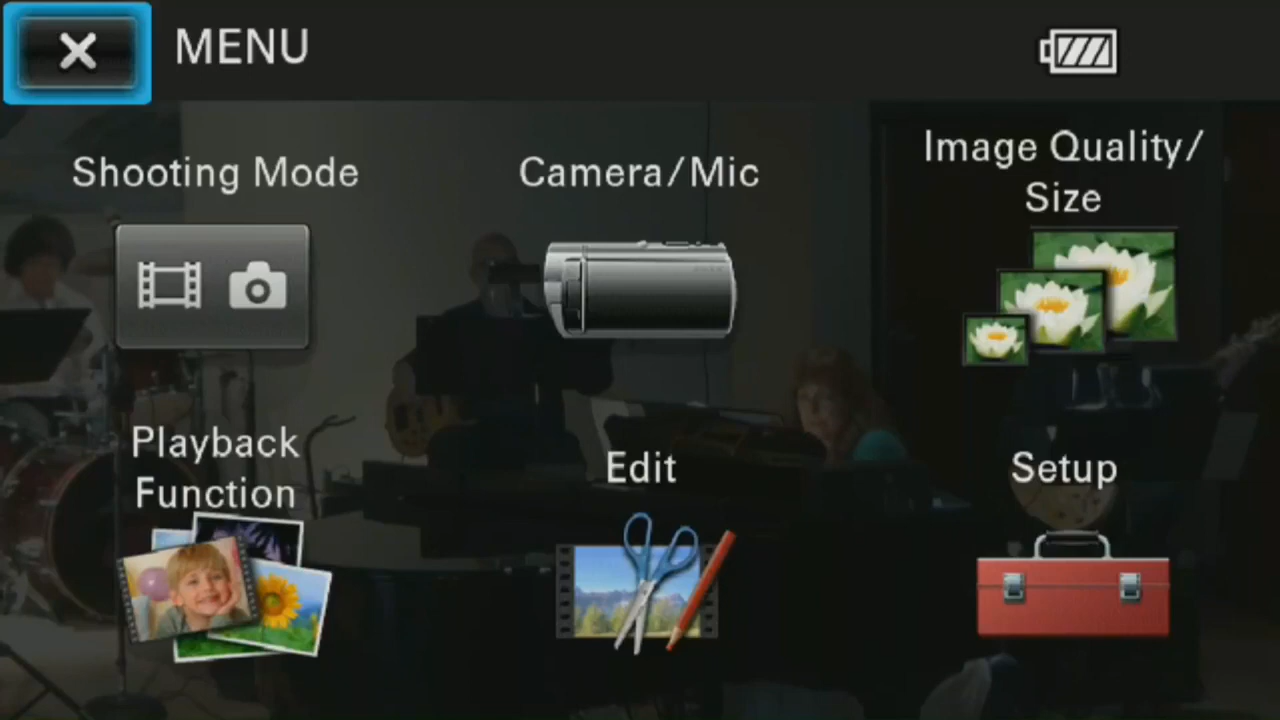 MENU
Shooting Mode
Camera/Mic
Image Quality/
Size
Playback
Function
Edit
Setup